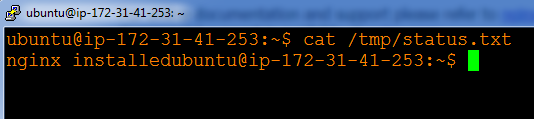 ubuntu@ip-172-31-41-253: ~
ubuntu@ip-172-31-41-253:~$ cat /tmp/status.txt
nginx installedubuntu@ip-172-31-41-253:~$